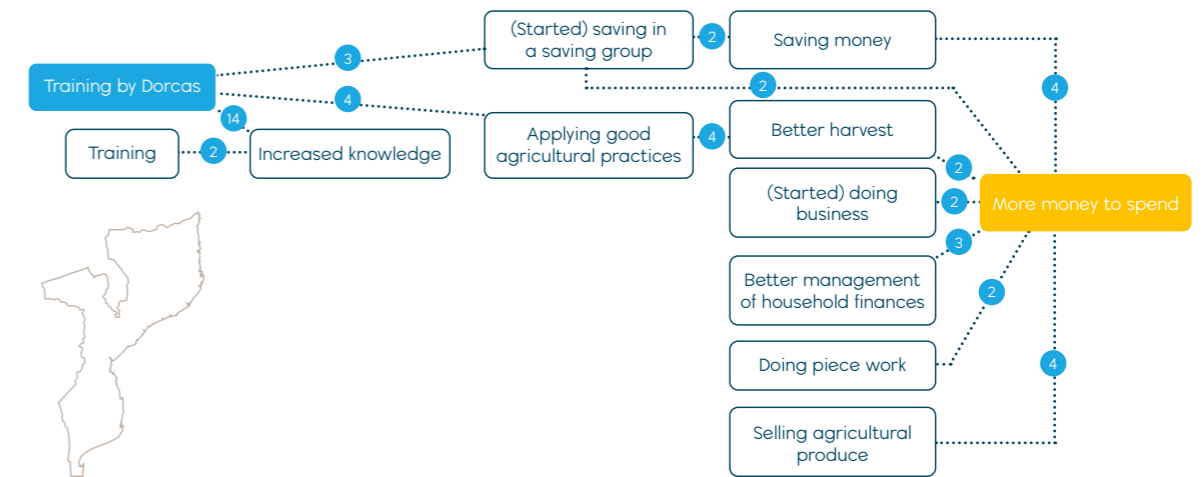 (Started) saving in
a saving group
2
Saving money
3
Training by Dorcas
4
2
4
14
Training
2
Increased knowledge
Applying good
agricultural practices
4
Better harvest
2
(Started) doing
business
2
More money to spend
3
Better management
of household finances
2
Doing piece work
4
Selling agricultural
produce